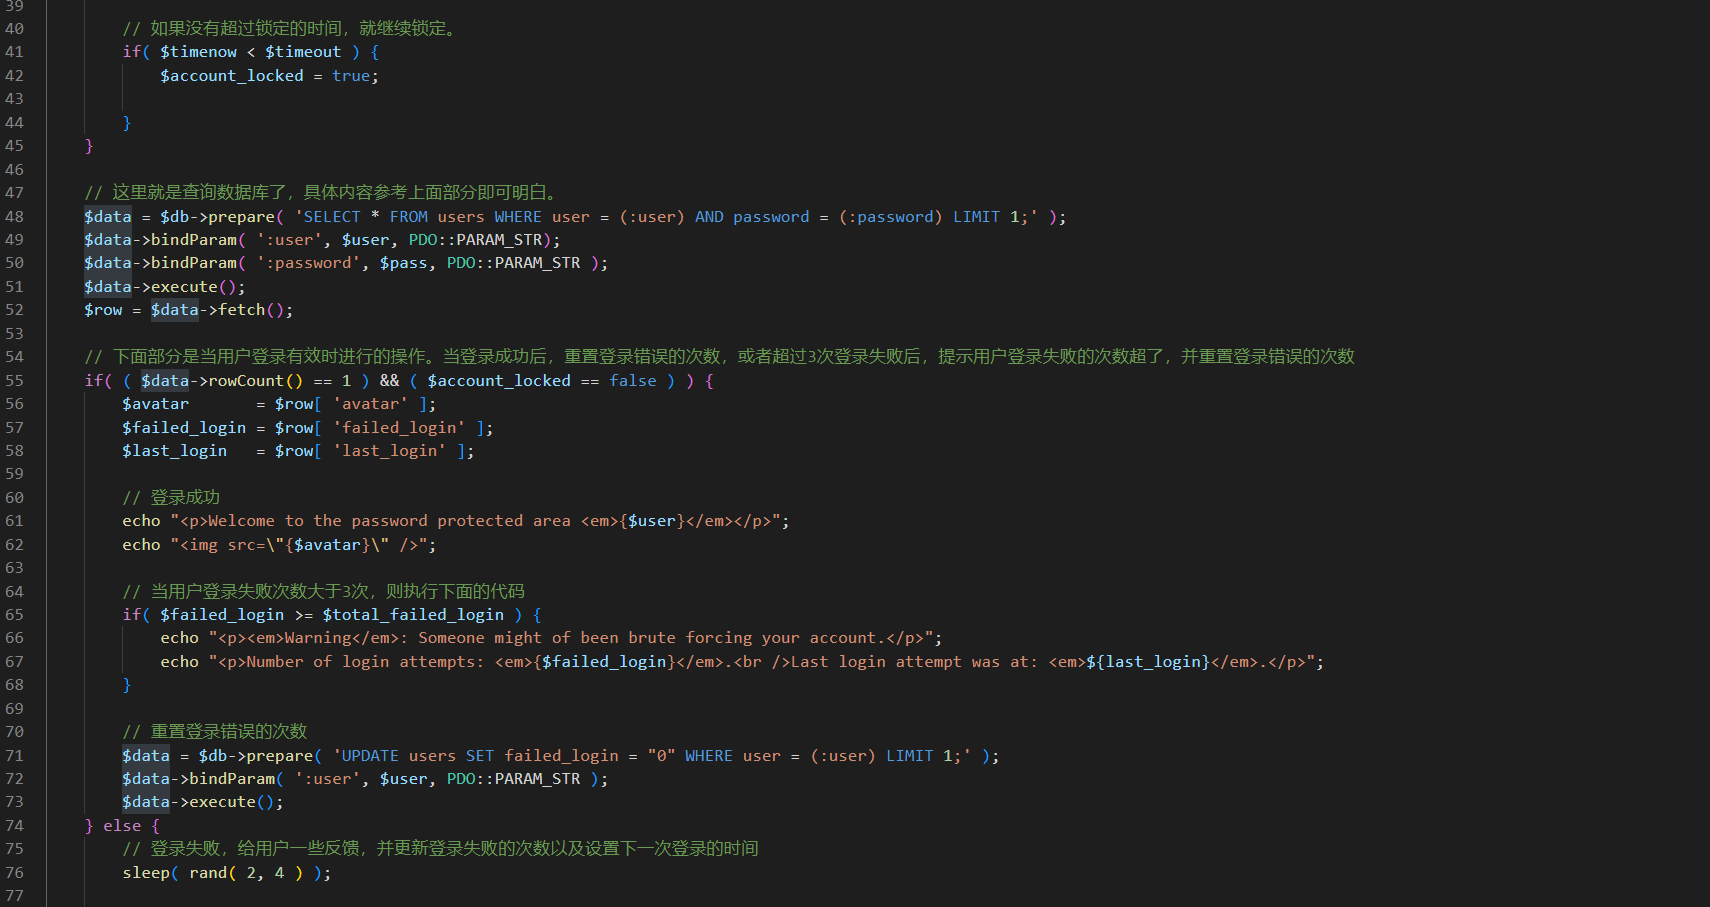 39
40 // 如果没有超过锁定的时间，就继续锁定。
41 if( $timenow < $timeout ) {
42 $account_locked = true;
43
44 }
45 }
46
47 // 这里就是查询数据库了，具体内容参考上面部分即可明白。
48 $data = $db->prepare( 'SELECT * FROM users WHERE user = (:user) AND password = (:password) LIMIT 1;' );
49 $data->bindParam( ':user', $user, PDO::PARAM_STR);
50 $data->bindParam( ':password', $pass, PDO::PARAM_STR );
51 $data->execute();
52 $row = $data->fetch();
53
54 // 下面部分是当用户登录有效时进行的操作。当登录成功后，重置登录错误的次数，或者超过3次登录失败后，提示用户登录失败的次数超了，并重置登录错误的次数
55 if( ( $data->rowCount() == 1 ) && ( $account_locked == false ) ) {
56 $avatar       = $row[ 'avatar' ];
57 $failed_login = $row[ 'failed_login' ];
58 $last_login   = $row[ 'last_login' ];
59
60 // 登录成功
61 echo "<p>Welcome to the password protected area <em>{$user}</em></p>";
62 echo "<img src=\"{$avatar}\" />";
63
64 // 当用户登录失败次数大于3次，则执行下面的代码
65 if( $failed_login >= $total_failed_login ) {
66 echo "<p><em>Warning</em>: Someone might of been brute forcing your account.</p>";
67 echo "<p>Number of login attempts: <em>{$failed_login}</em>.<br />Last login attempt was at: <em>${last_login}</em>.</p>";
68 }
69
70 // 重置登录错误的次数
71 $data = $db->prepare( 'UPDATE users SET failed_login = "0" WHERE user = (:user) LIMIT 1;' );
72 $data->bindParam( ':user', $user, PDO::PARAM_STR );
73 $data->execute();
74 } else {
75 // 登录失败，给用户一些反馈，并更新登录失败的次数以及设置下一次登录的时间
76 sleep( rand( 2, 4 ) );
77